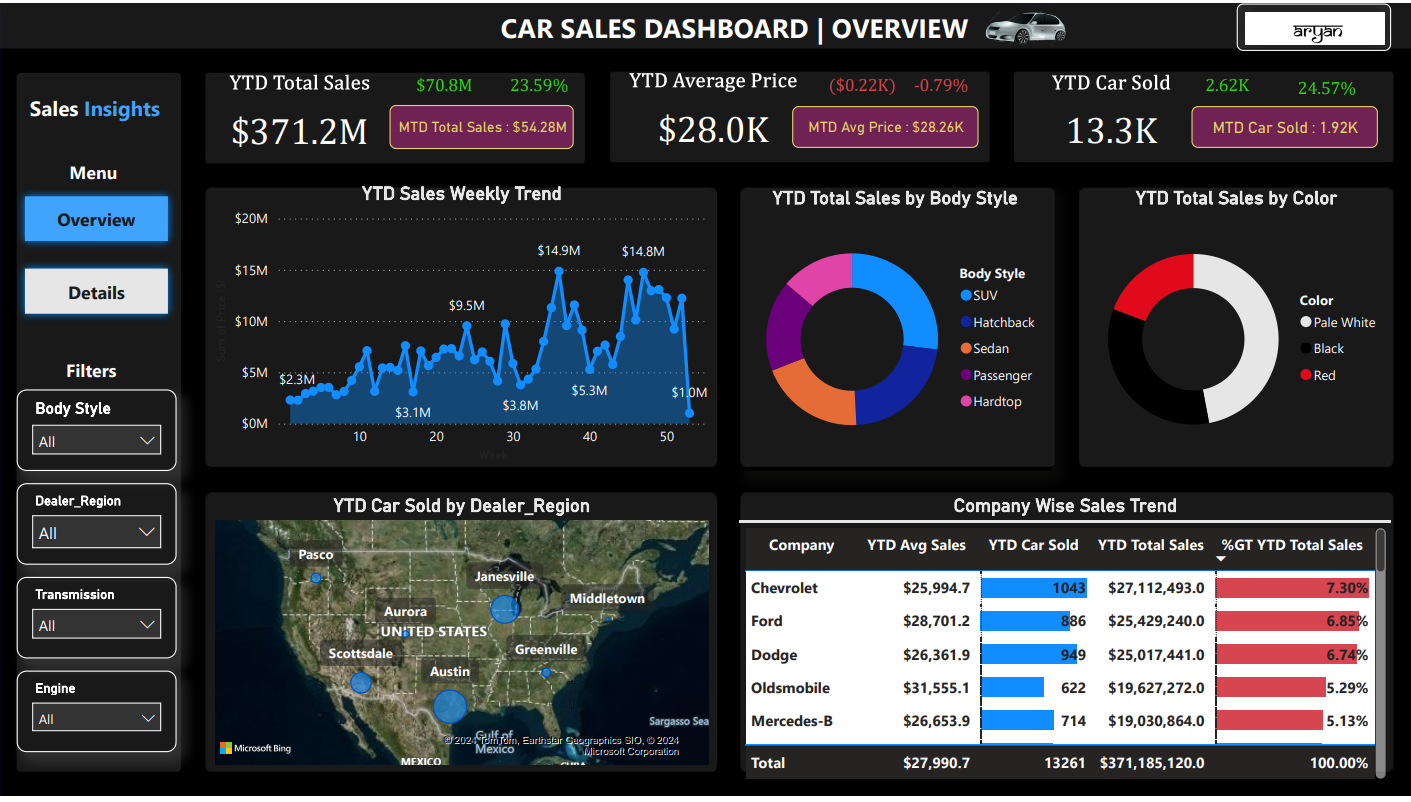 CAR SALES DASHBOARD | OVERVIEW
aryan
Sales Insights
Menu
Overview
Details
Filters
Body Style
All
Dealer_Region
All
Transmission
All
Engine
All
YTD Total Sales $70.8M 23.59%
$371.2M MTD Total Sales : $54.28M
YTD Average Price ($0.22K) -0.79%
$28.0K MTD Avg Price : $28.26K
YTD Car Sold 2.62K 24.57%
13.3K MTD Car Sold : 1.92K
YTD Sales Weekly Trend
Sum of Price ($)
$20M
$15M
$10M
$5M
$0M
$2.3M
$3.1M
$9.5M
$3.8M
$14.9M
$5.3M
$14.8M
$1.0M
10 20 30 40 50
Week
YTD Total Sales by Body Style
Body Style
SUV
Hatchback
Sedan
Passenger
Hardtop
YTD Total Sales by Color
Color
Pale White
Black
Red
YTD Car Sold by Dealer_Region
Pasco
Janesville
Middletown
Aurora
UNITED STATES
Scottsdale
Greenville
Austin
Sargasso Sea
Gulf of
Mexico
MEXICO
CUBA
Microsoft Bing
© 2024 TomTom, Earthstar Geographics SIO, © 2024
Microsoft Corporation
Company Wise Sales Trend
Company YTD Avg Sales YTD Car Sold YTD Total Sales %GT YTD Total Sales
Chevrolet $25,994.7 1043 $27,112,493.0 7.30%
Ford $28,701.2 886 $25,429,240.0 6.85%
Dodge $26,361.9 949 $25,017,441.0 6.74%
Oldsmobile $31,555.1 622 $19,627,272.0 5.29%
Mercedes-B $26,653.9 714 $19,030,864.0 5.13%
Total $27,990.7 13261 $371,185,120.0 100.00%